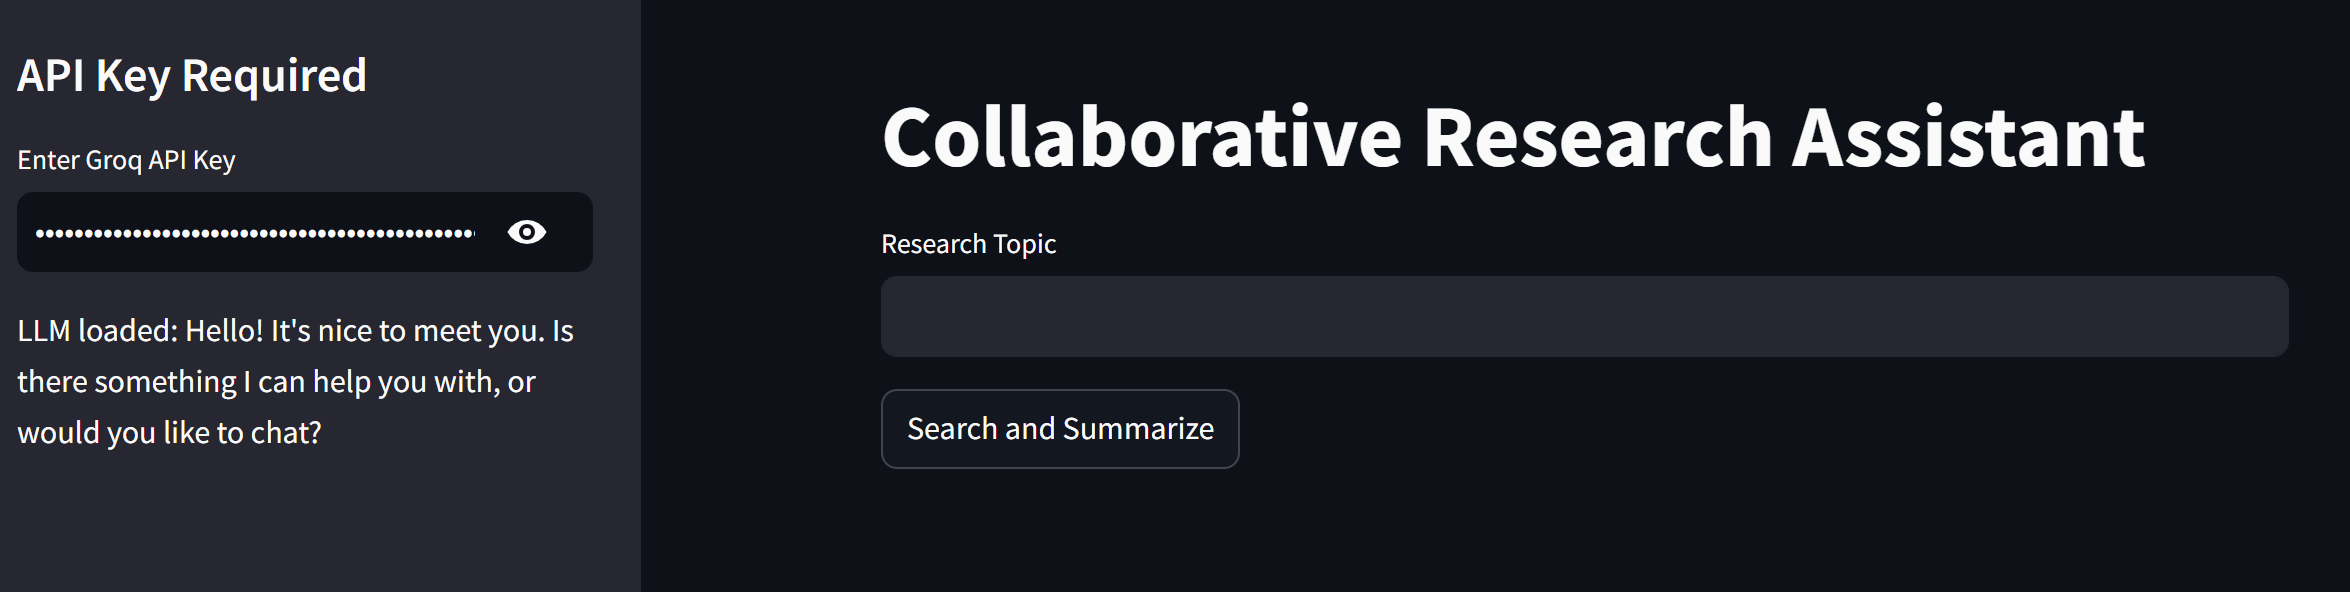 API Key Required
Enter Groq API Key
LLM loaded: Hello! It's nice to meet you. Is
there something I can help you with, or
would you like to chat?
Collaborative Research Assistant
Research Topic
Search and Summarize